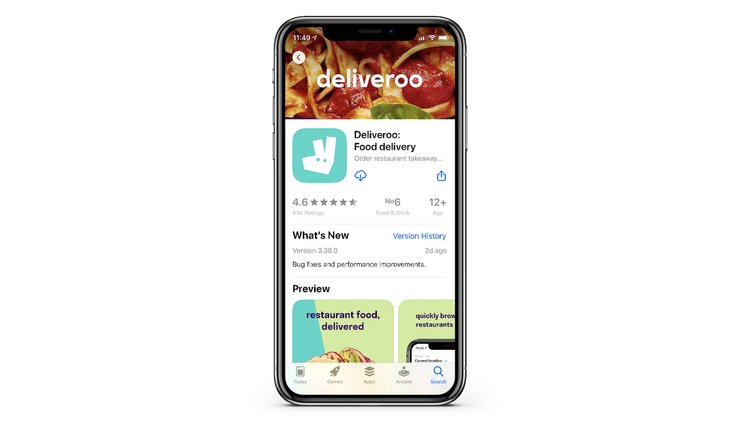 11:49
deliveroo
Deliveroo:
Food delivery
Order restaurant takeaway...
4.6
No6
12+
53K Ratings
Food & Drink
Age
What's New
Version History
Version 3.38.0
2d ago
Bug fixes and performance improvements.
Preview
restaurant food,
delivered
quickly brow
restaurants
Current location
Today
Games
Apps
Arcade
Search